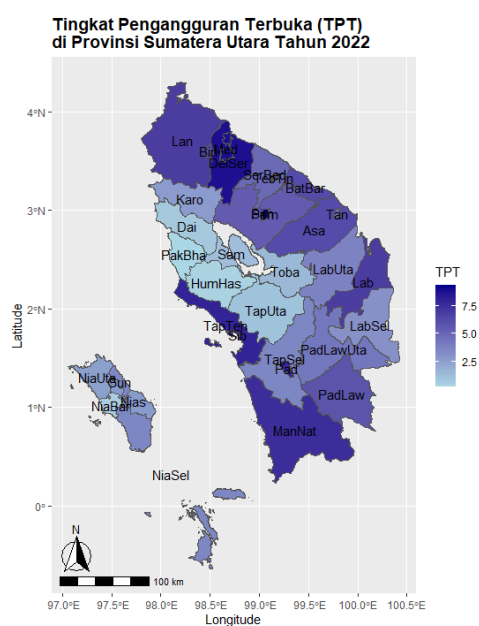 Tingkat Pengangguran Terbuka (TPT)
di Provinsi Sumatera Utara Tahun 2022
4°N
3°N
2°N
1°N
0°
Latitude
Lan
Med
DelSer
SerBed
TebTin
BatBar
Karo
Pem
Tan
Asa
Dai
PakBha
Sam
Toba
LabUta
Lab
HumHas
TapUta
TapTen
Sib
LabSel
TapSel
PadLawUta
Pad
PadLaw
ManNat
NiaUta
Gun
NiaBar
Nias
NiaSel
TPT
7.5
5.0
2.5
N
100 km
97.0°E
97.5°E
98.0°E
98.5°E
99.0°E
99.5°E
100.0°E
100.5°E
Longitude